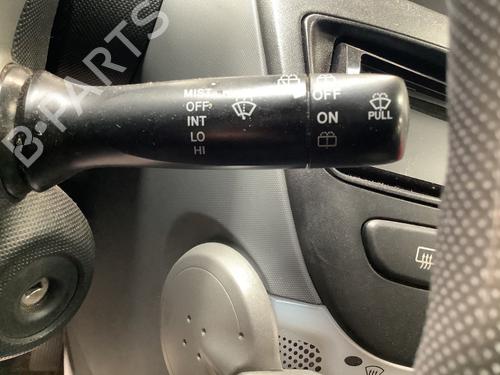 MIST
OFF
INT
LO
HI
OFF
ON
PULL
B-PARTS